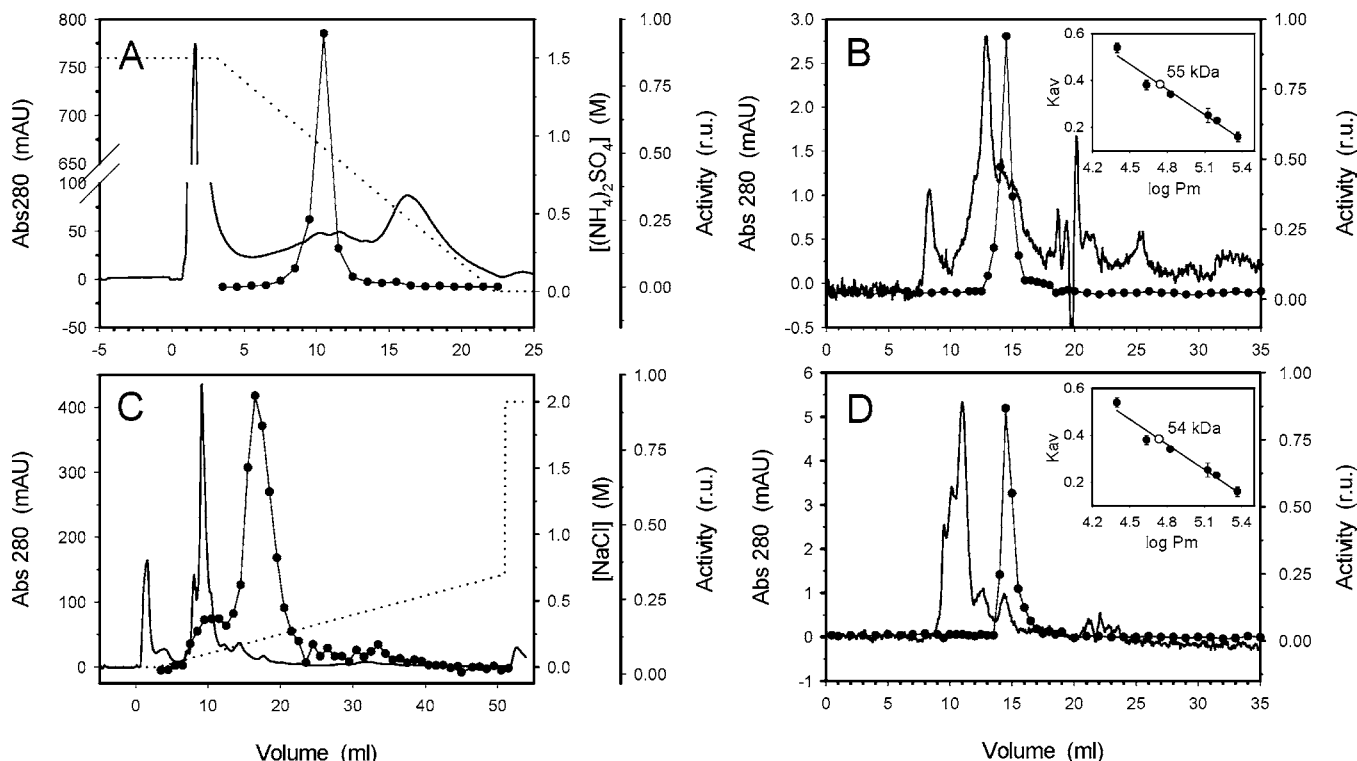 A
Abs280 (mAU)
800
750
700
650
100
50
0
-50
-5 0 5 10 15 20 25
1.5
1.0
0.5
0.0
[(NH4)2SO4] (M)
1.00
0.75
0.50
0.25
0.00
Activity (r.u.)
B
Abs 280 (mAU)
3.0
2.5
2.0
1.5
1.0
0.5
0.0
-0.5
0 5 10 15 20 25 30 35
1.00
0.75
0.50
0.25
0.00
Activity (r.u.)
Kav
0.6
0.4
0.2
55 kDa
4.2 4.5 4.8 5.1 5.4
log Pm
C
Abs 280 (mAU)
400
300
200
100
0
0 10 20 30 40 50
Volume (ml)
2.0
1.5
1.0
0.5
0.0
[NaCl] (M)
1.00
0.75
0.50
0.25
0.00
Activity (r.u.)
D
Abs 280 (mAU)
6
5
4
3
2
1
0
-1
0 5 10 15 20 25 30 35
Volume (ml)
1.00
0.75
0.50
0.25
0.00
Activity (r.u.)
Kav
0.6
0.4
0.2
54 kDa
4.2 4.5 4.8 5.1 5.4
log Pm